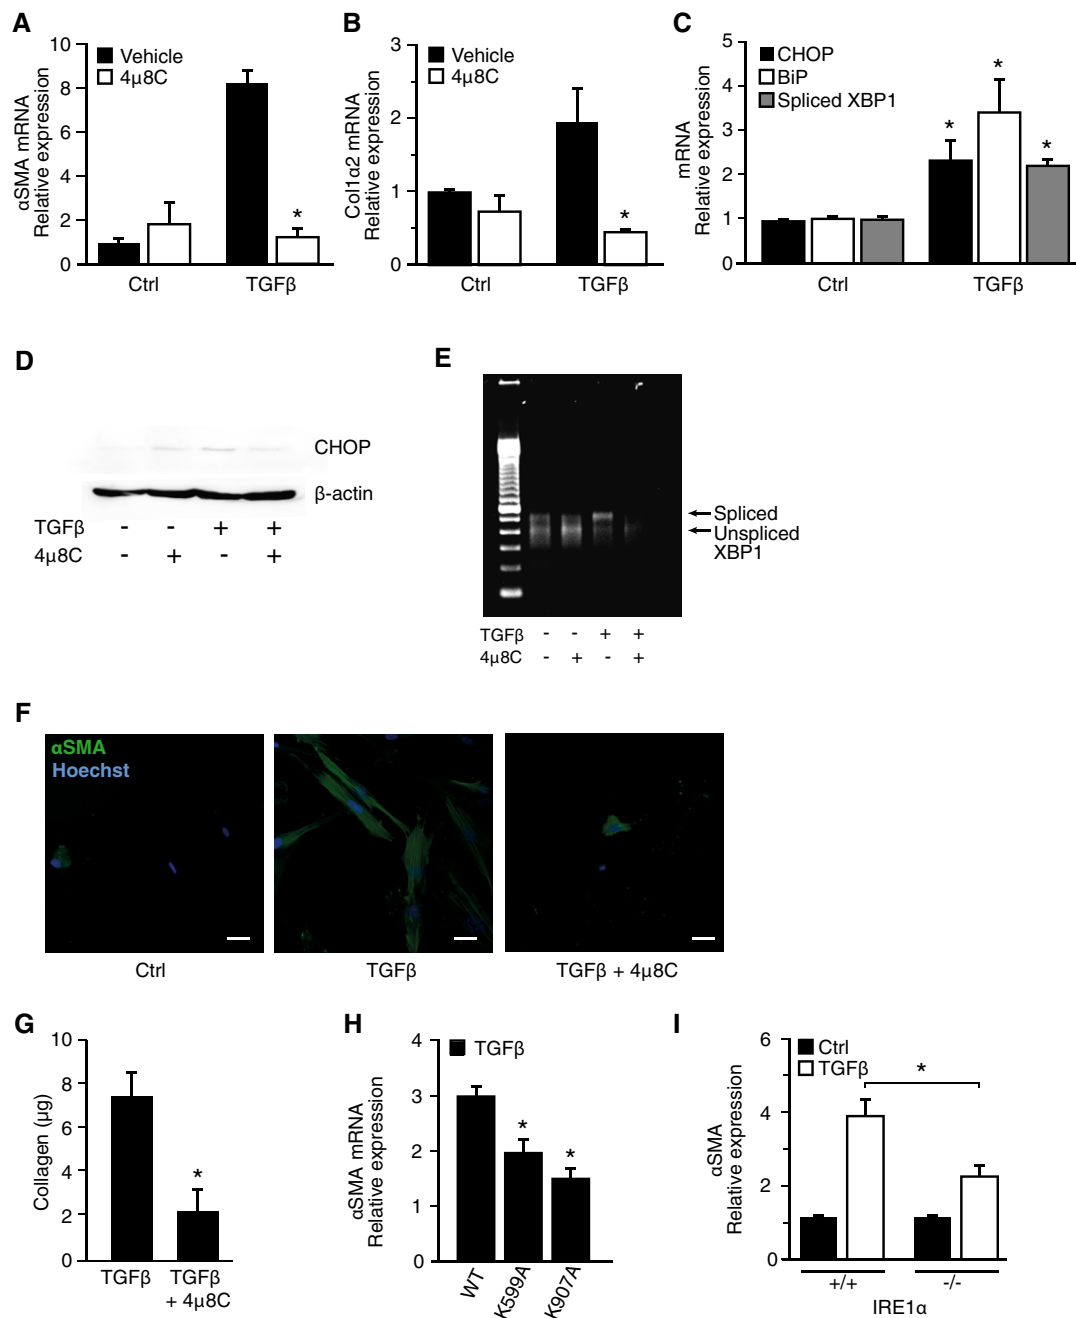 A
αSMA mRNA
Relative expression
10
8
6
4
2
0
Vehicle
4μ8C
*
Ctrl
TGFβ
B
Col1α2 mRNA
Relative expression
3
2
1
0
Vehicle
4μ8C
*
Ctrl
TGFβ
C
mRNA
Relative expression
5
4
3
2
1
0
CHOP
BiP
Spliced XBP1
*
*
*
Ctrl
TGFβ
D
CHOP
β-actin
TGFβ - - + +
4μ8C - + - +
E
Spliced
Unspliced
XBP1
TGFβ - - + +
4μ8C - + - +
F
αSMA
Hoechst
Ctrl
TGFβ
TGFβ + 4μ8C
G
Collagen (μg)
10
8
6
4
2
0
*
TGFβ
TGFβ
+ 4μ8C
H
αSMA mRNA
Relative expression
4
3
2
1
0
TGFβ
*
*
WT
K599A
K907A
I
αSMA
Relative expression
6
4
2
0
Ctrl
TGFβ
*
+/+
-/-
IRE1α